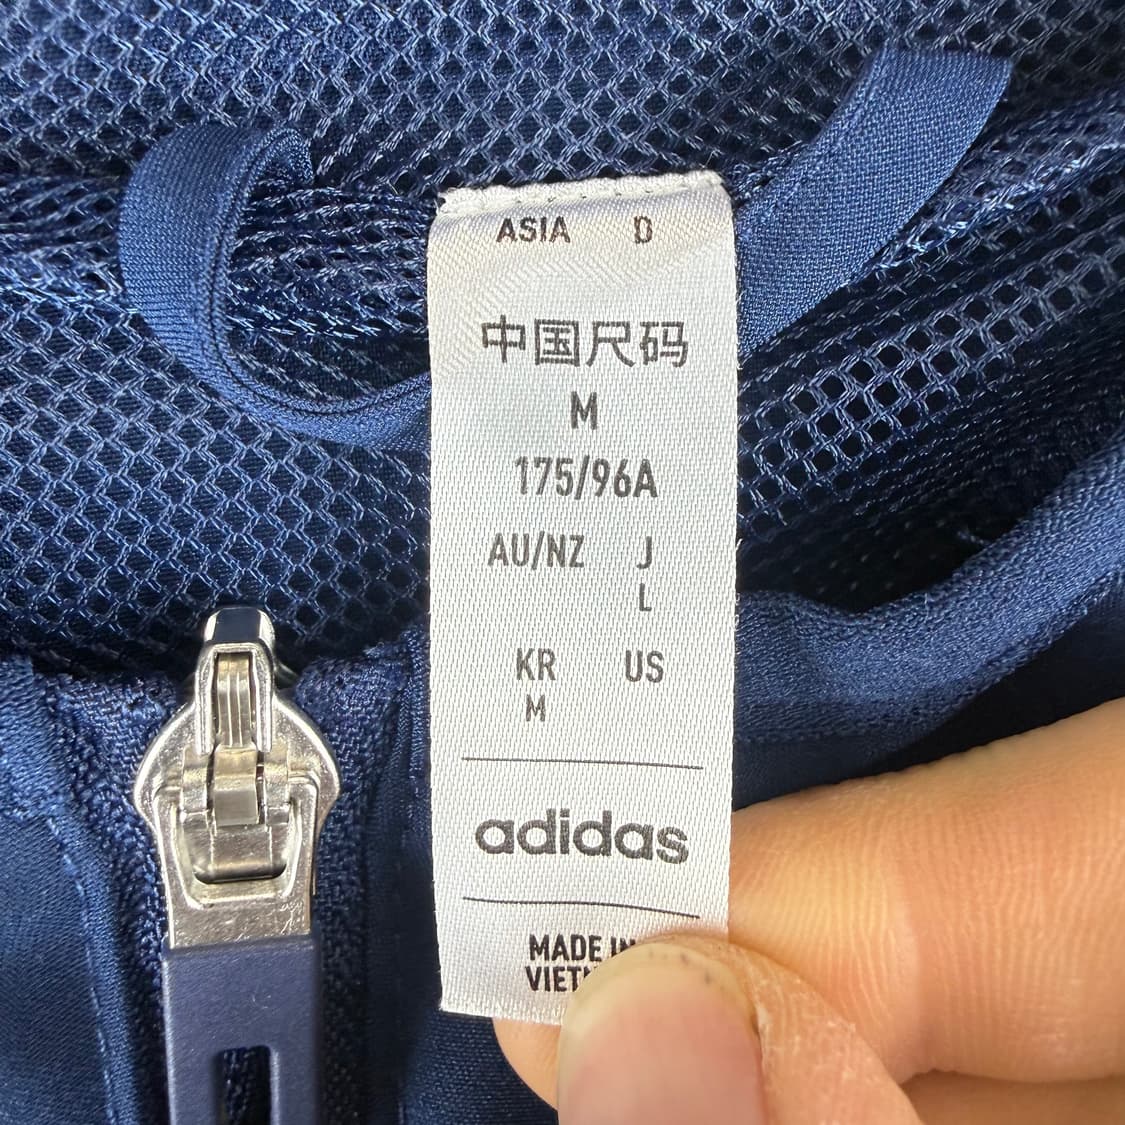 ASIA D
中国尺码
M
175/96A
AU/NZ J
L
KR US
M
adidas
MADE IN